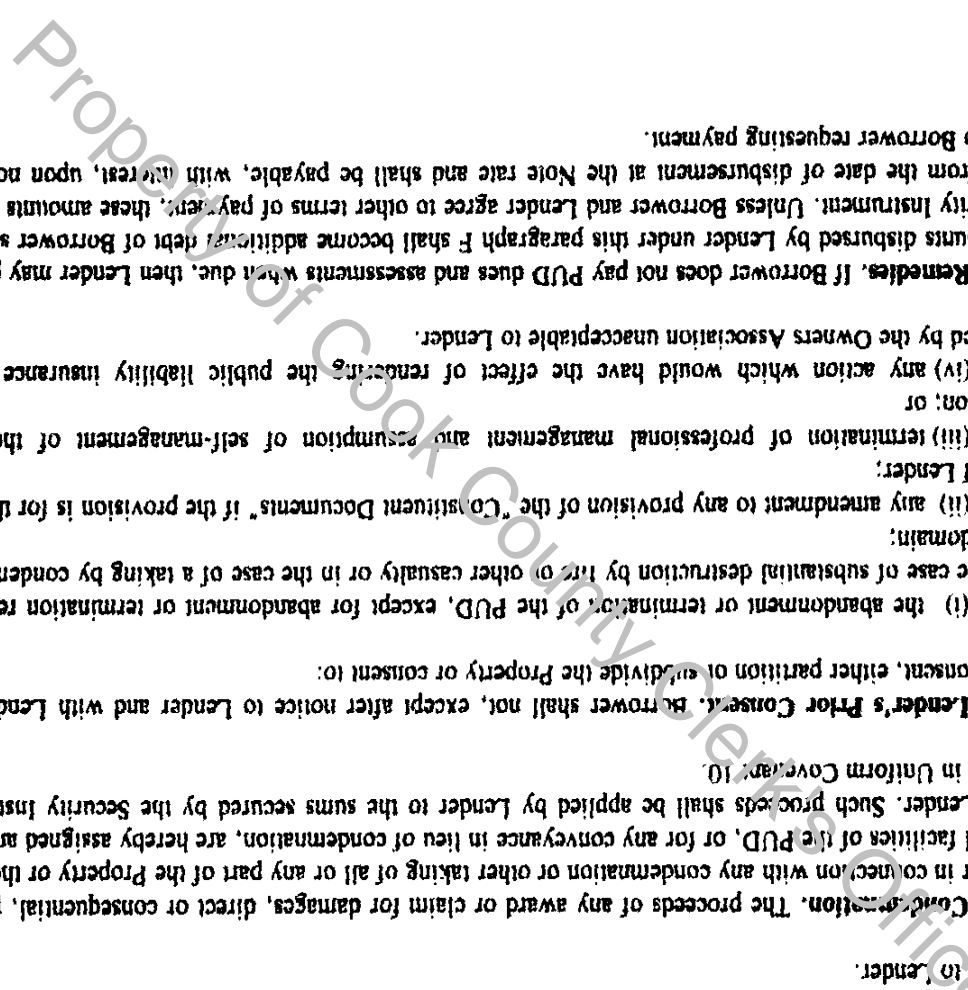 to Lender.
Condemnation. The proceeds of any award or claim for damages, direct or consequential,
in connection with any condemnation or other taking of all or any part of the Property or the
facilities of the PUD, or for any conveyance in lieu of condemnation, are hereby assigned
Lender. Such proceeds shall be applied by Lender to the sums secured by the Security
in Uniform Covenant 10.
Lender's Prior Consent. Borrower shall not, except after notice to Lender and with
consent, either partition or subdivide the Property or consent to:
(i) the abandonment or termination of the PUD, except for abandonment or termination
case of substantial destruction by fire or other casualty or in the case of a taking by
domain;
(ii) any amendment to any provision of the "Constituent Documents" if the provision is for
Lender;
(iii) termination of professional management and assumption of self-management of the
or
(iv) any action which would have the effect of rendering the public liability insurance
by the Owners Association unacceptable to Lender.
Remedies. If Borrower does not pay PUD dues and assessments when due, then Lender may
disbursed by Lender under this paragraph F shall become additional debt of Borrower
Instrument. Unless Borrower and Lender agree to other terms of payment, these amounts
from the date of disbursement at the Note rate and shall be payable, with interest, upon
Borrower requesting payment.
Property of Cook County Clerk's Office